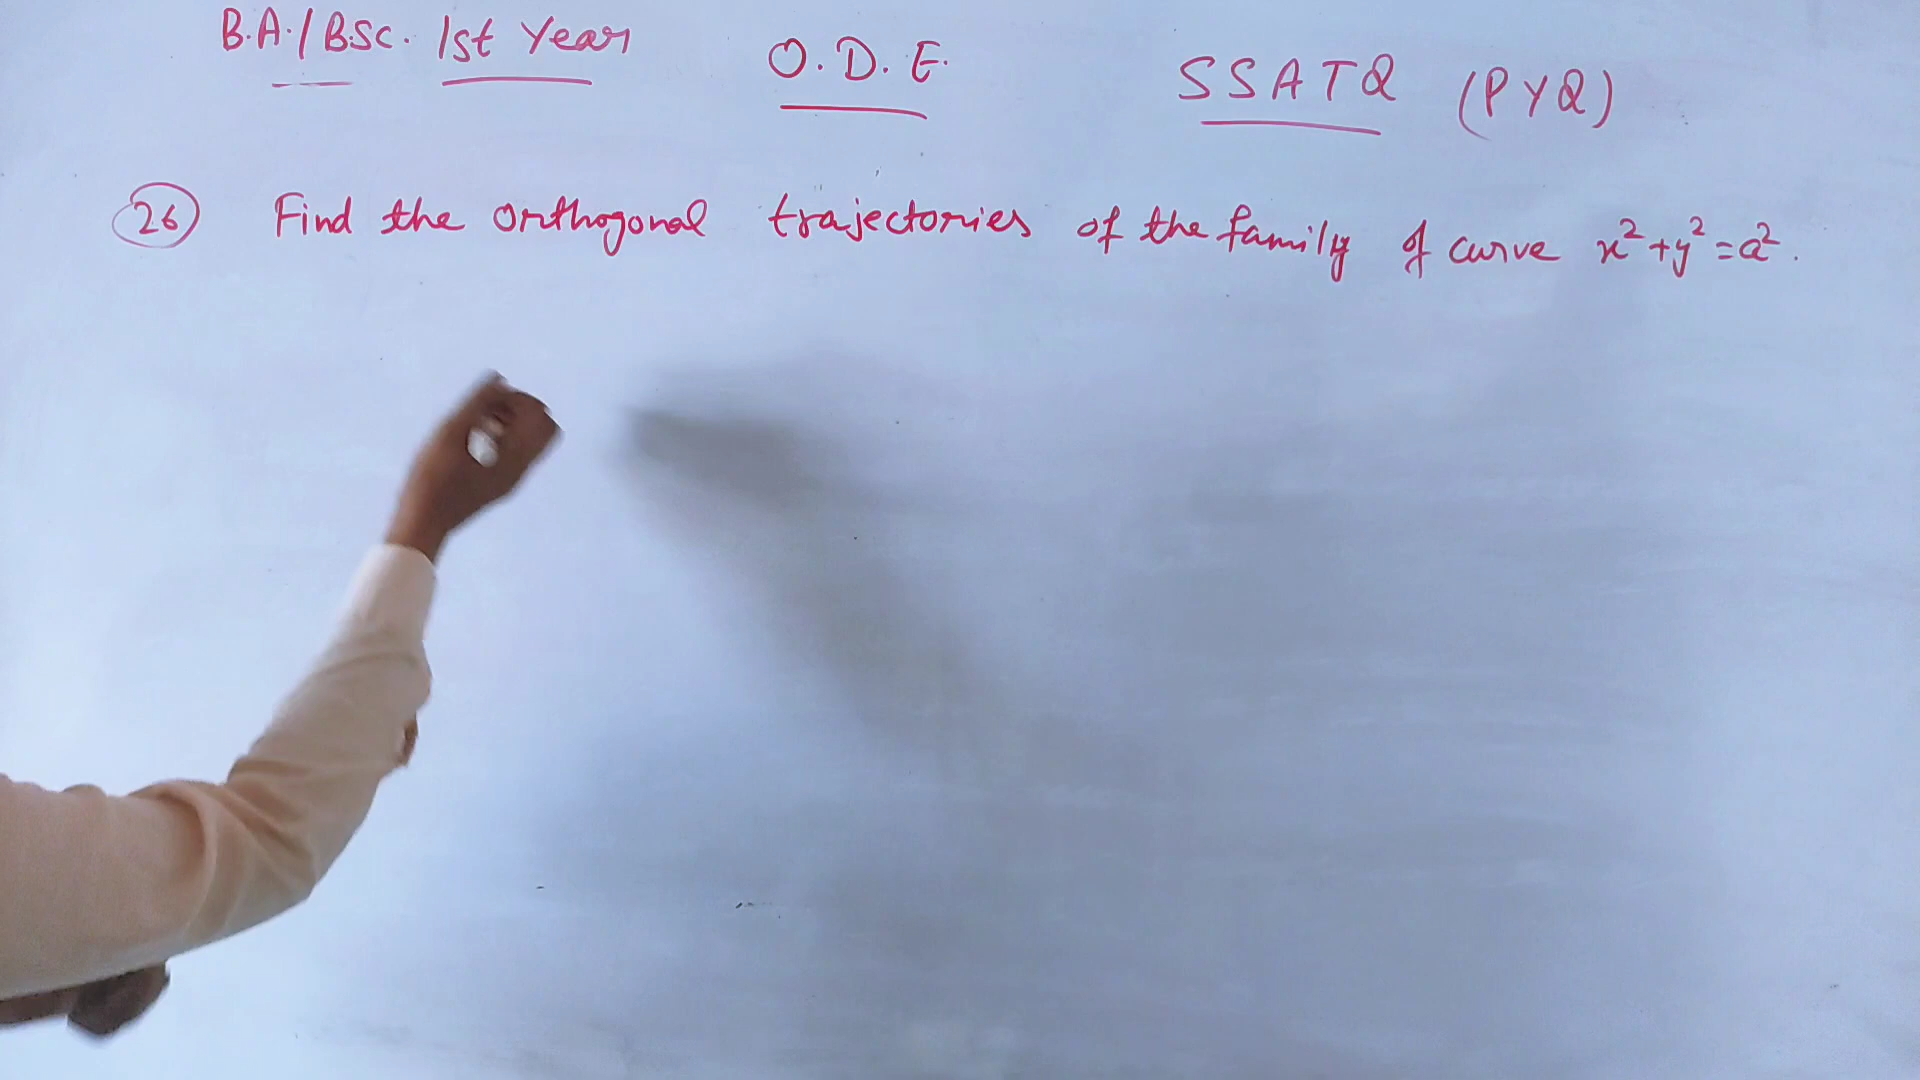 B.A./B.Sc. 1st Year O.D.E. SSATQ (PYQ)
26 Find the orthogonal trajectories of the family of curve x²+y²=a².